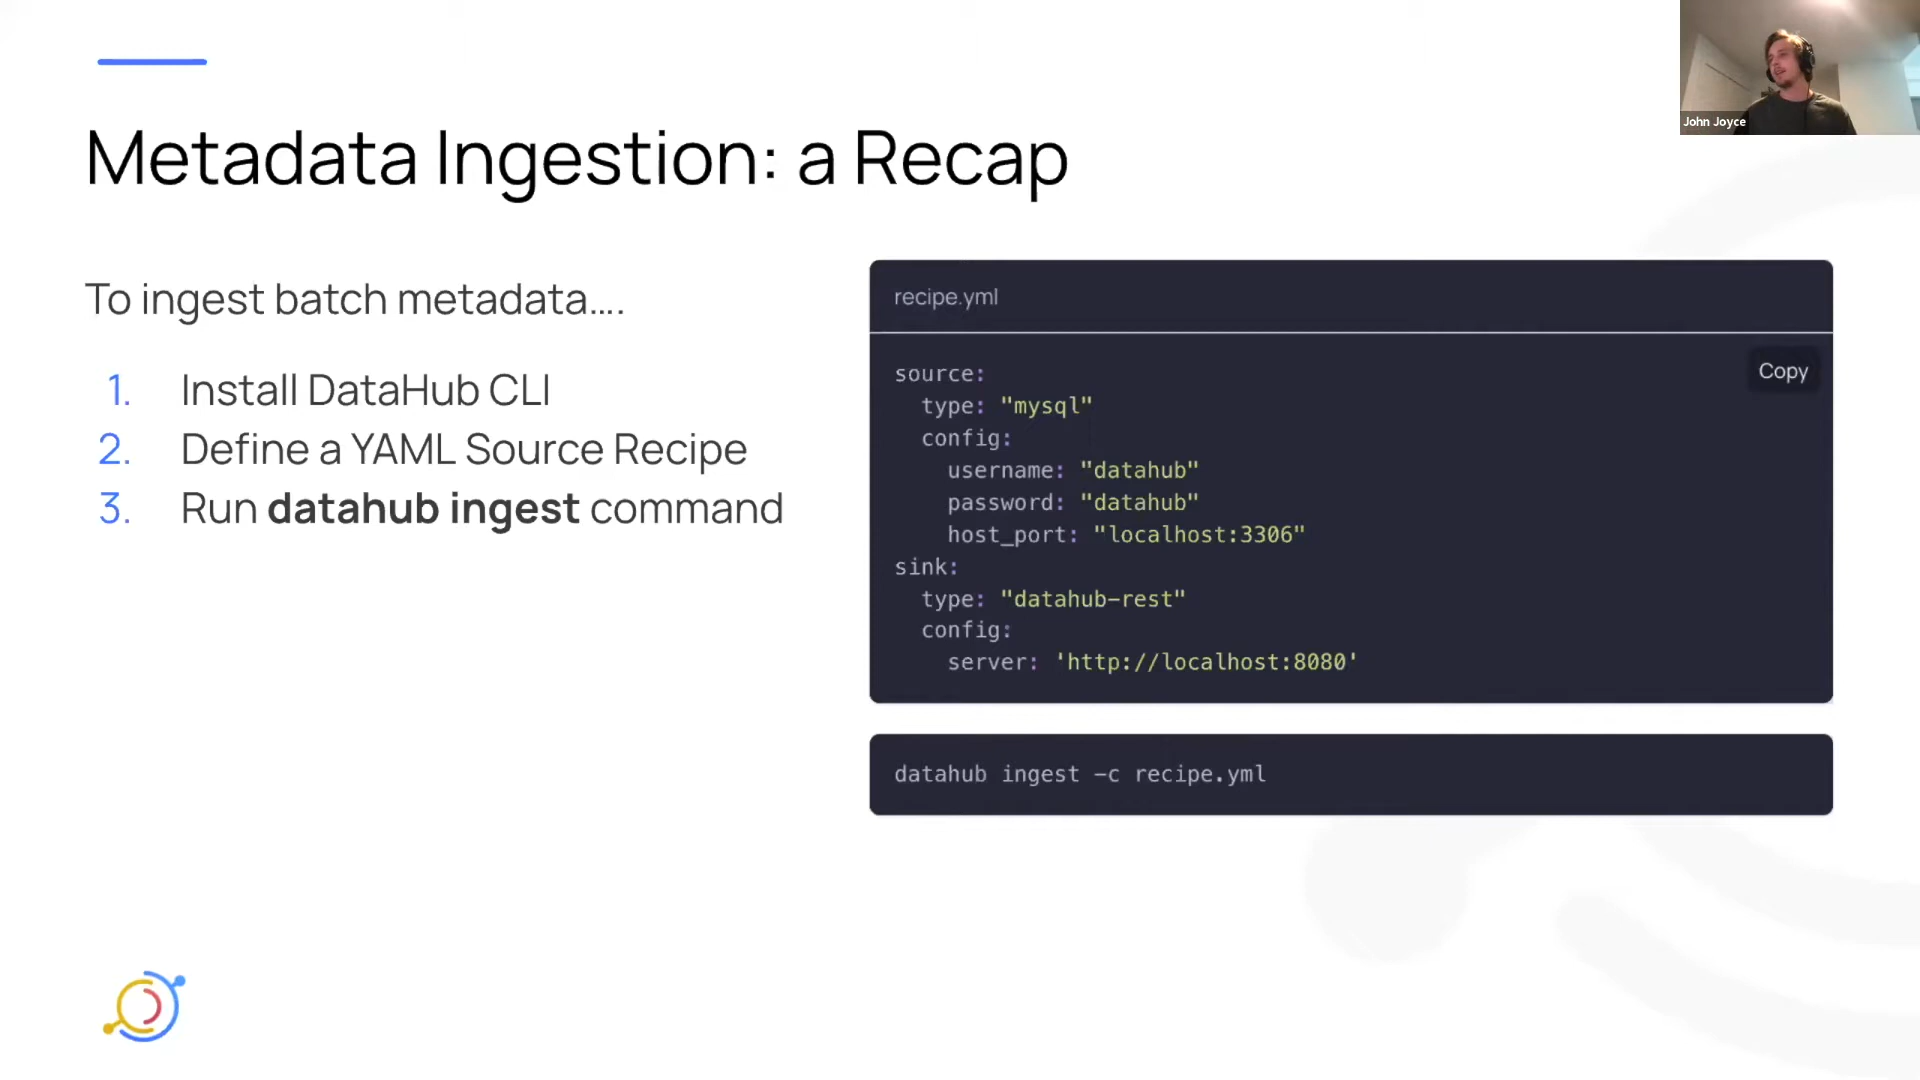 John Joyce
Metadata Ingestion: a Recap
To ingest batch metadata....
1. Install DataHub CLI
2. Define a YAML Source Recipe
3. Run datahub ingest command
recipe.yml
Copy
source:
  type: "mysql"
  config:
    username: "datahub"
    password: "datahub"
    host_port: "localhost:3306"
sink:
  type: "datahub-rest"
  config:
    server: 'http://localhost:8080'
datahub ingest -c recipe.yml